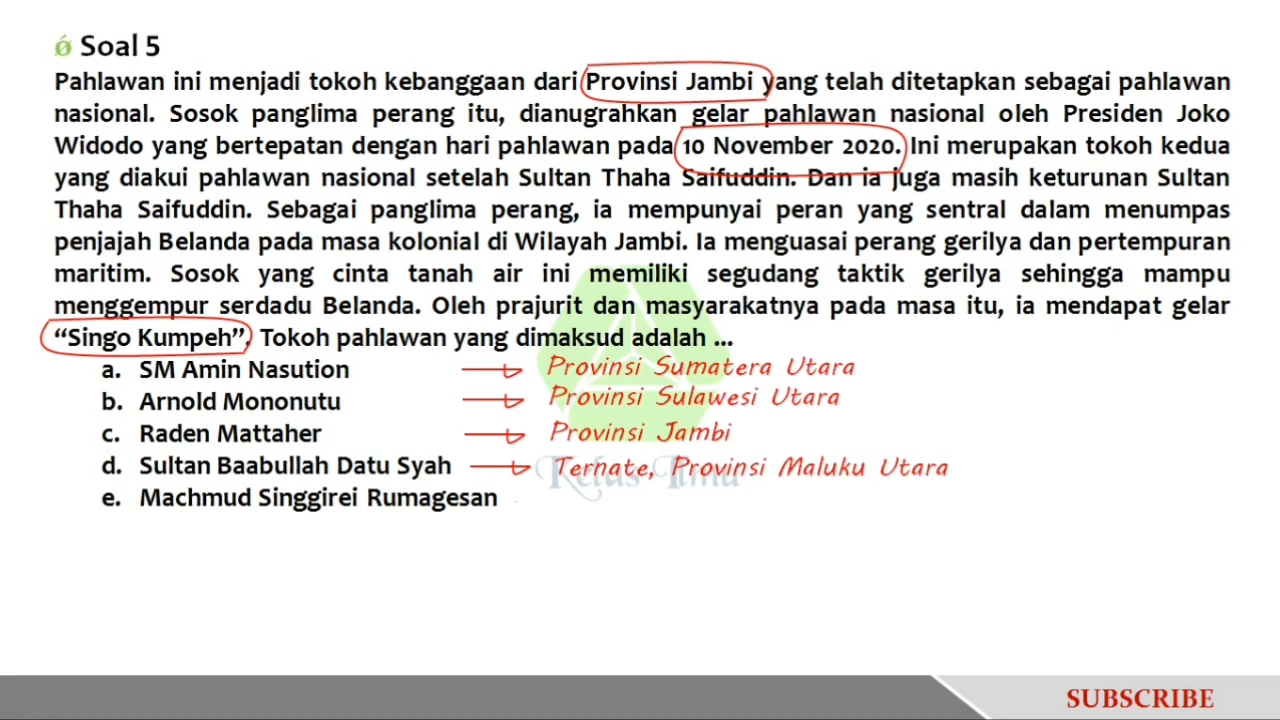 Soal 5
Pahlawan ini menjadi tokoh kebanggaan dari Provinsi Jambi yang telah ditetapkan sebagai pahlawan
nasional. Sosok panglima perang itu, dianugrahkan gelar pahlawan nasional oleh Presiden Joko
Widodo yang bertepatan dengan hari pahlawan pada 10 November 2020. Ini merupakan tokoh kedua
yang diakui pahlawan nasional setelah Sultan Thaha Saifuddin. Dan ia juga masih keturunan Sultan
Thaha Saifuddin. Sebagai panglima perang, ia mempunyai peran yang sentral dalam menumpas
penjajah Belanda pada masa kolonial di Wilayah Jambi. Ia menguasai perang gerilya dan pertempuran
maritim. Sosok yang cinta tanah air ini memiliki segudang taktik gerilya sehingga mampu
menggempur serdadu Belanda. Oleh prajurit dan masyarakatnya pada masa itu, ia mendapat gelar
“Singo Kumpeh”. Tokoh pahlawan yang dimaksud adalah ...
a. SM Amin Nasution Provinsi Sumatera Utara
b. Arnold Mononutu Provinsi Sulawesi Utara
c. Raden Mattaher Provinsi Jambi
d. Sultan Baabullah Datu Syah Ternate, Provinsi Maluku Utara
Kelas Ilmu
e. Machmud Singgirei Rumagesan
SUBSCRIBE